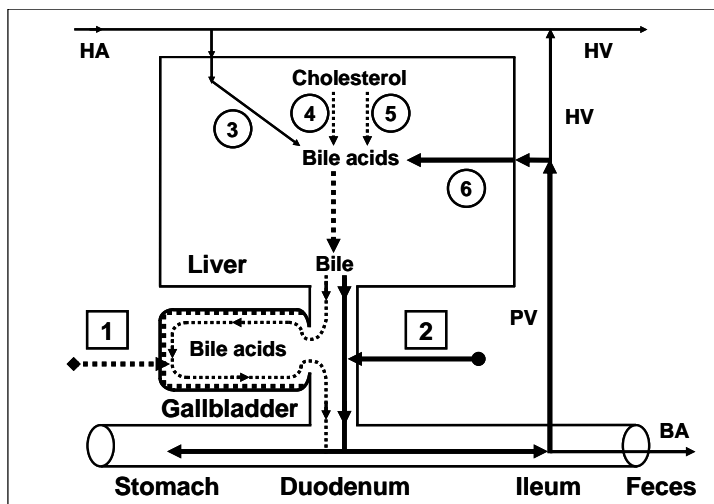 HA
HV
Cholesterol
4
5
3
HV
Bile acids
6
Liver
Bile
PV
1
2
Bile acids
Gallbladder
BA
Stomach
Duodenum
Ileum
Feces